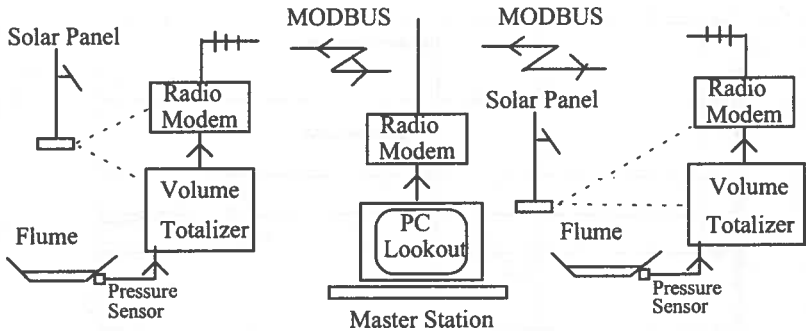 MODBUS
MODBUS
Solar Panel
Radio
Modem
Volume
Totalizer
Flume
Pressure
Sensor
Radio
Modem
PC
Lookout
Master Station
Solar Panel
Radio
Modem
Volume
Totalizer
Flume
Pressure
Sensor